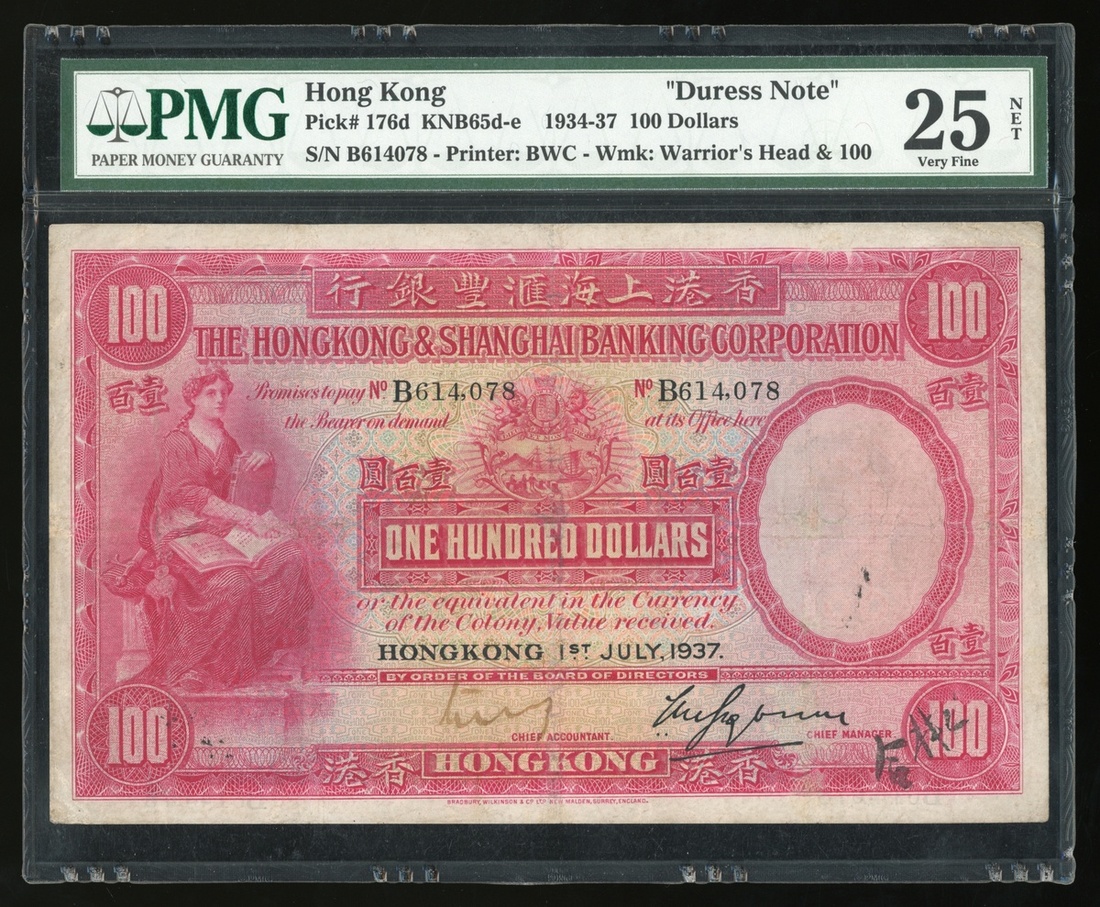 PMG
PAPER MONEY GUARANTY
Hong Kong "Duress Note"
Pick# 176d KNB65d-e 1934-37 100 Dollars
S/N B614078 - Printer: BWC - Wmk: Warrior's Head & 100
25 NET
Very Fine
行銀豐滙海上港香
100 100
THE HONGKONG & SHANGHAI BANKING CORPORATION
百壹 百壹
Promises to pay Nº B614,078 Nº B614,078
the Bearer on demand at its Office here
圓百壹 圓百壹
ONE HUNDRED DOLLARS
or the equivalent in the Currency
of the Colony, Value received.
百壹
HONGKONG 1ST JULY, 1937.
BY ORDER OF THE BOARD OF DIRECTORS
100 100
CHIEF ACCOUNTANT. CHIEF MANAGER.
港香 HONGKONG 港香
BRADBURY, WILKINSON & Cº LTD NEW MALDEN, SURREY, ENGLAND.